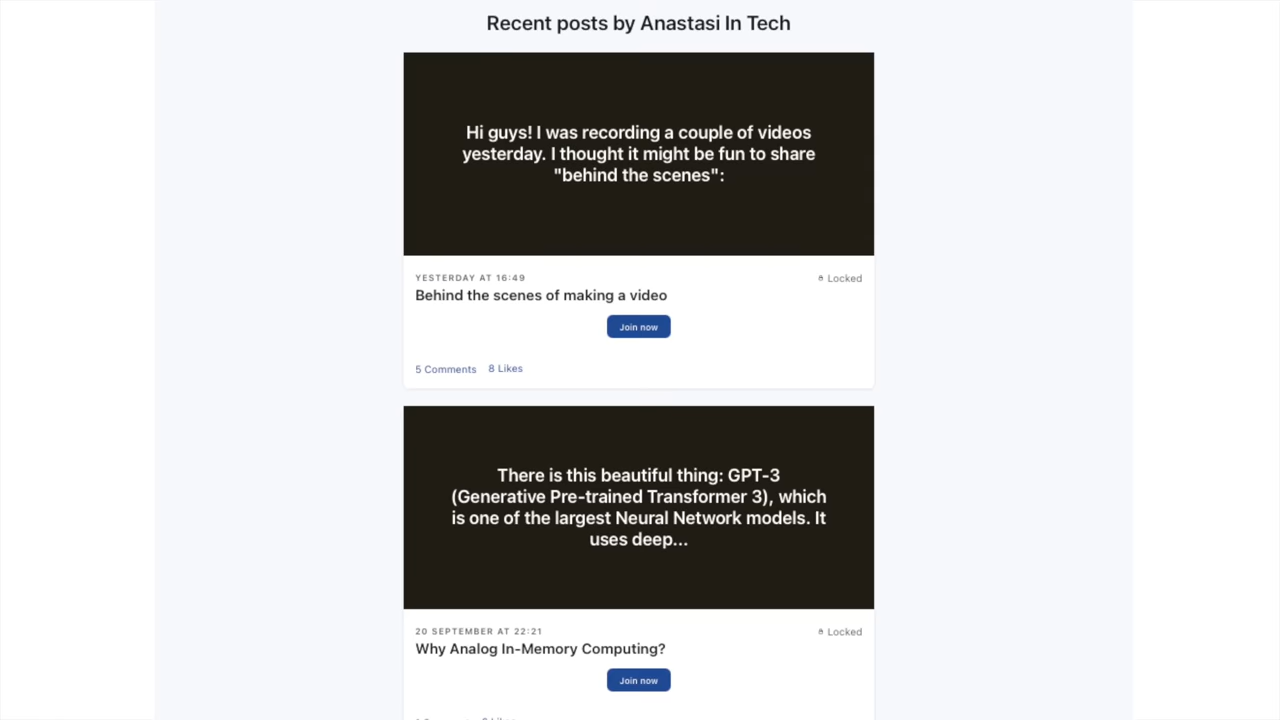 Recent posts by Anastasi In Tech
Hi guys! I was recording a couple of videos
yesterday. I thought it might be fun to share
"behind the scenes":
YESTERDAY AT 16:49
Locked
Behind the scenes of making a video
Join now
5 Comments 8 Likes
There is this beautiful thing: GPT-3
(Generative Pre-trained Transformer 3), which
is one of the largest Neural Network models. It
uses deep...
20 SEPTEMBER AT 22:21
Locked
Why Analog In-Memory Computing?
Join now